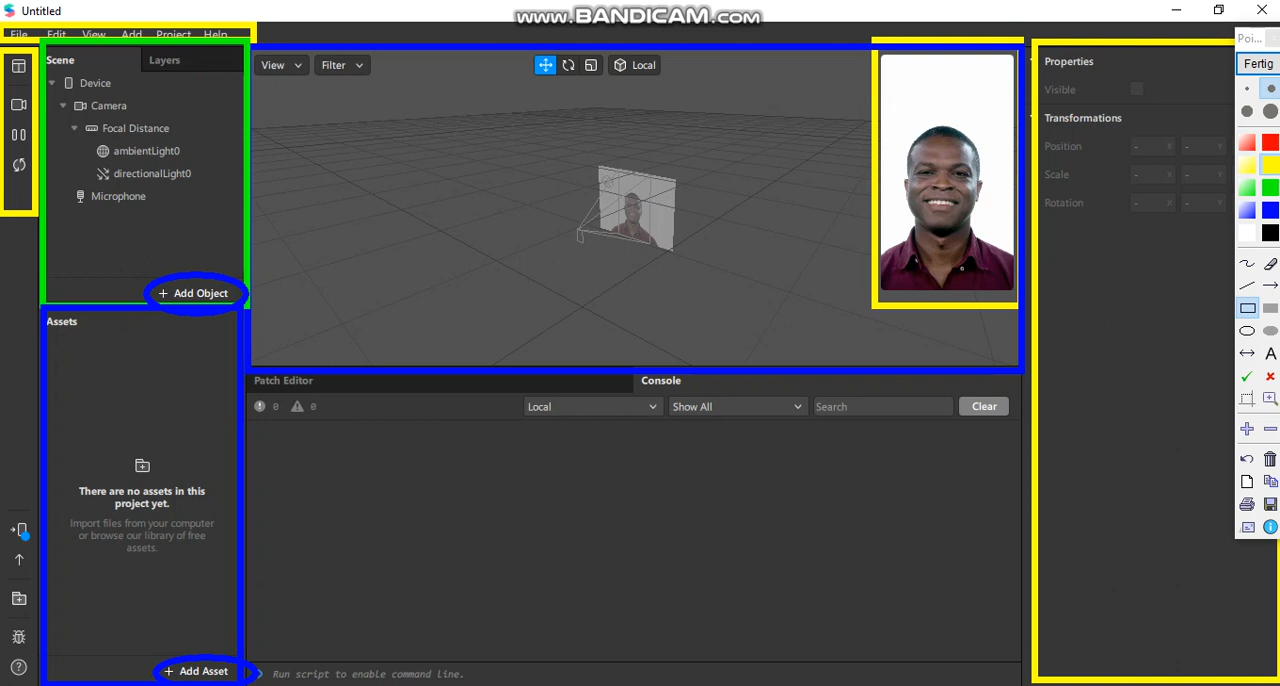 Untitled
www.BANDICAM.com
File Edit View Add Project Help
Scene Layers
Device
Camera
Focal Distance
ambientLight0
directionalLight0
Microphone
+ Add Object
Assets
There are no assets in this
project yet.
Import files from your computer
or browse our library of free
assets.
+ Add Asset
View Filter Local
Patch Editor Console
0 0 Local Show All Search Clear
Run script to enable command line.
Properties
Visible
Transformations
Position - X - Y
Scale - X - Y
Rotation - X - Y
Poi...
Fertig
A